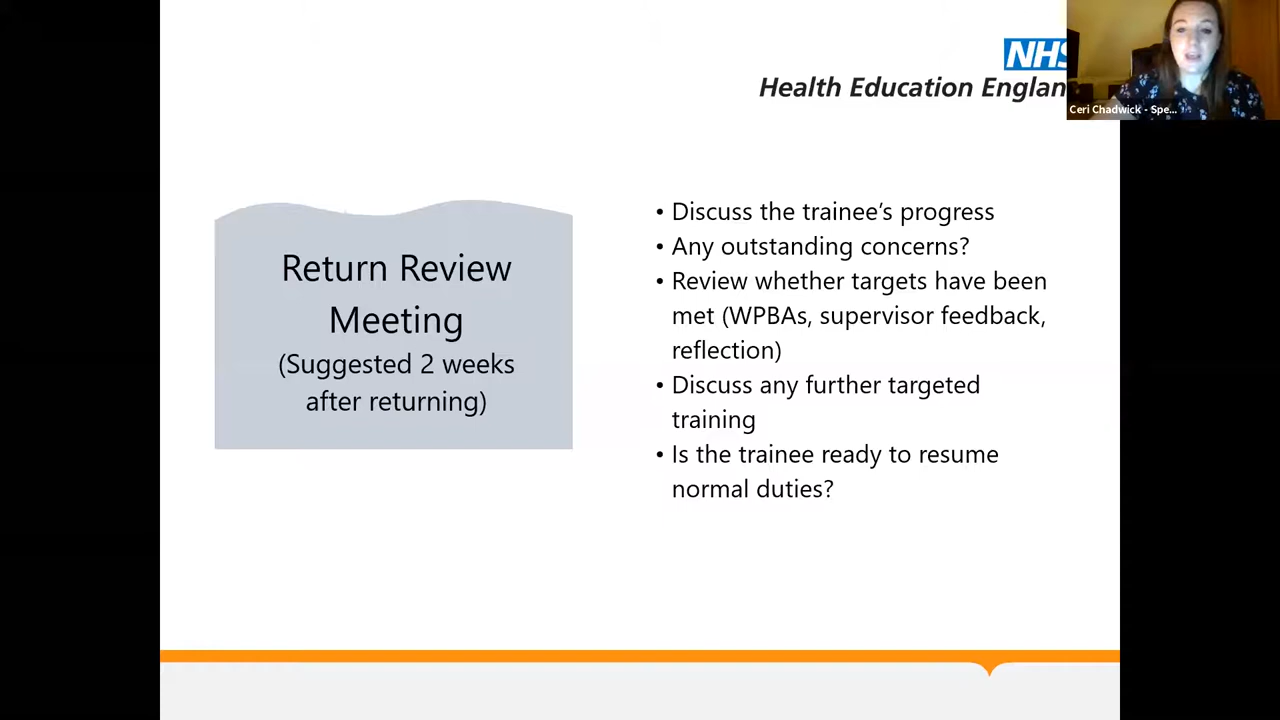 NHS
Health Education Englan
Ceri Chadwick - Spe...
Return Review
Meeting
(Suggested 2 weeks
after returning)
• Discuss the trainee’s progress
• Any outstanding concerns?
• Review whether targets have been
met (WPBAs, supervisor feedback,
reflection)
• Discuss any further targeted
training
• Is the trainee ready to resume
normal duties?